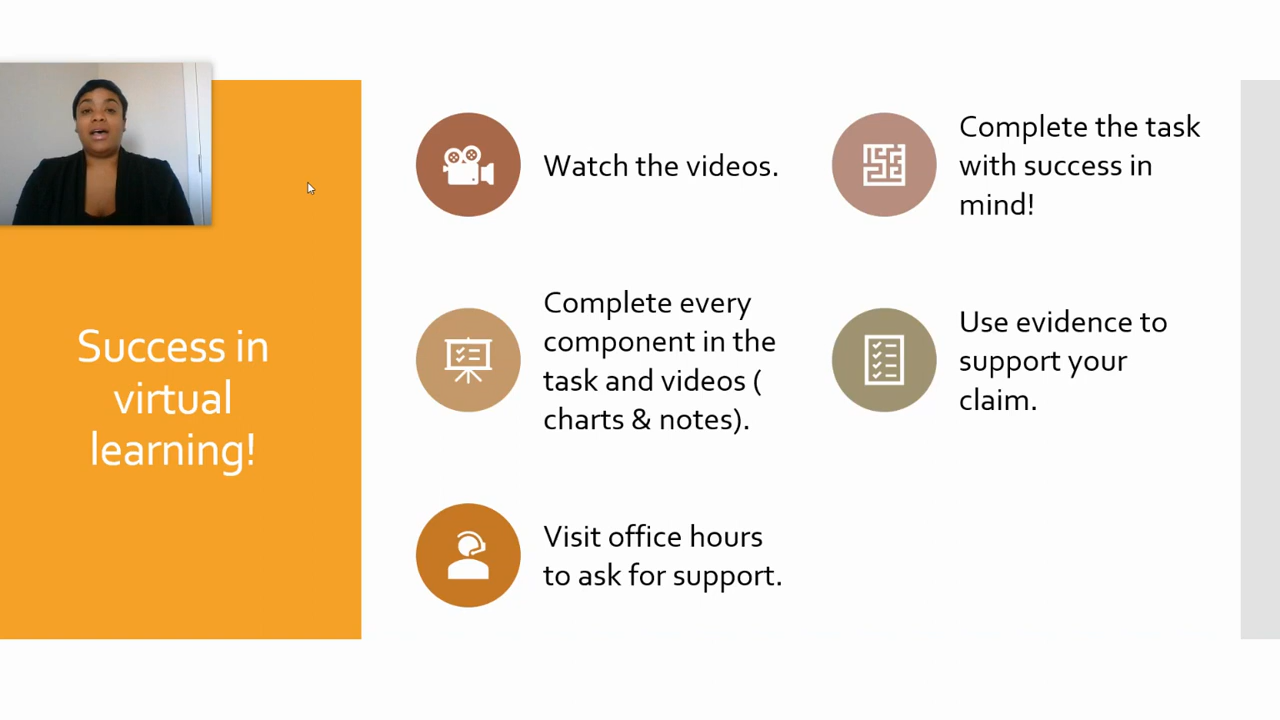 Success in
virtual
learning!
Watch the videos.
Complete the task
with success in
mind!
Complete every
component in the
task and videos (
charts & notes).
Use evidence to
support your
claim.
Visit office hours
to ask for support.